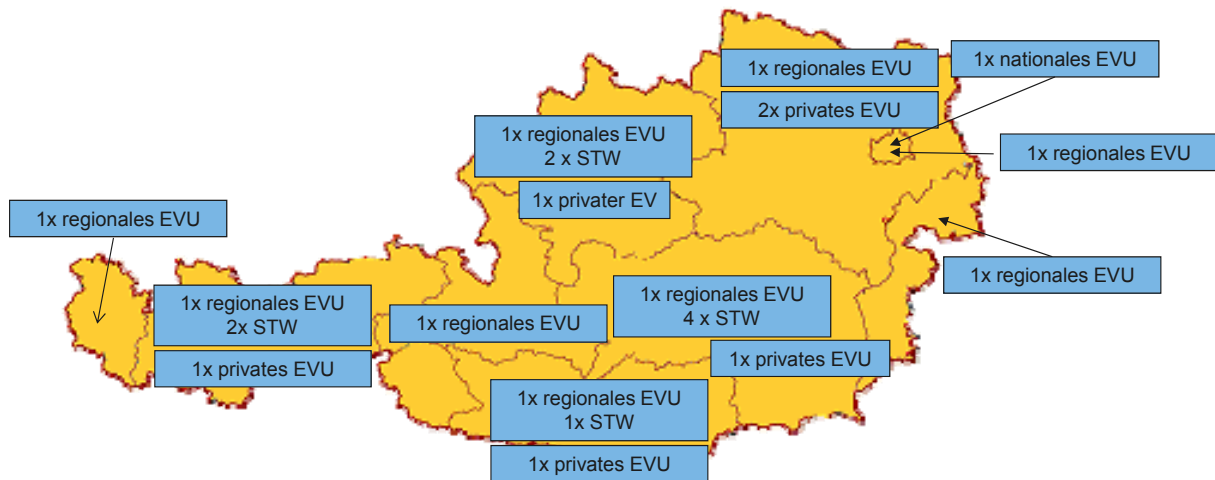 1x regionales EVU
1x nationales EVU
2x privates EVU
1x regionales EVU
2 x STW
1x regionales EVU
1x privater EV
1x regionales EVU
1x regionales EVU
1x regionales EVU
2x STW
1x regionales EVU
1x regionales EVU
4 x STW
1x privates EVU
1x privates EVU
1x regionales EVU
1x STW
1x privates EVU